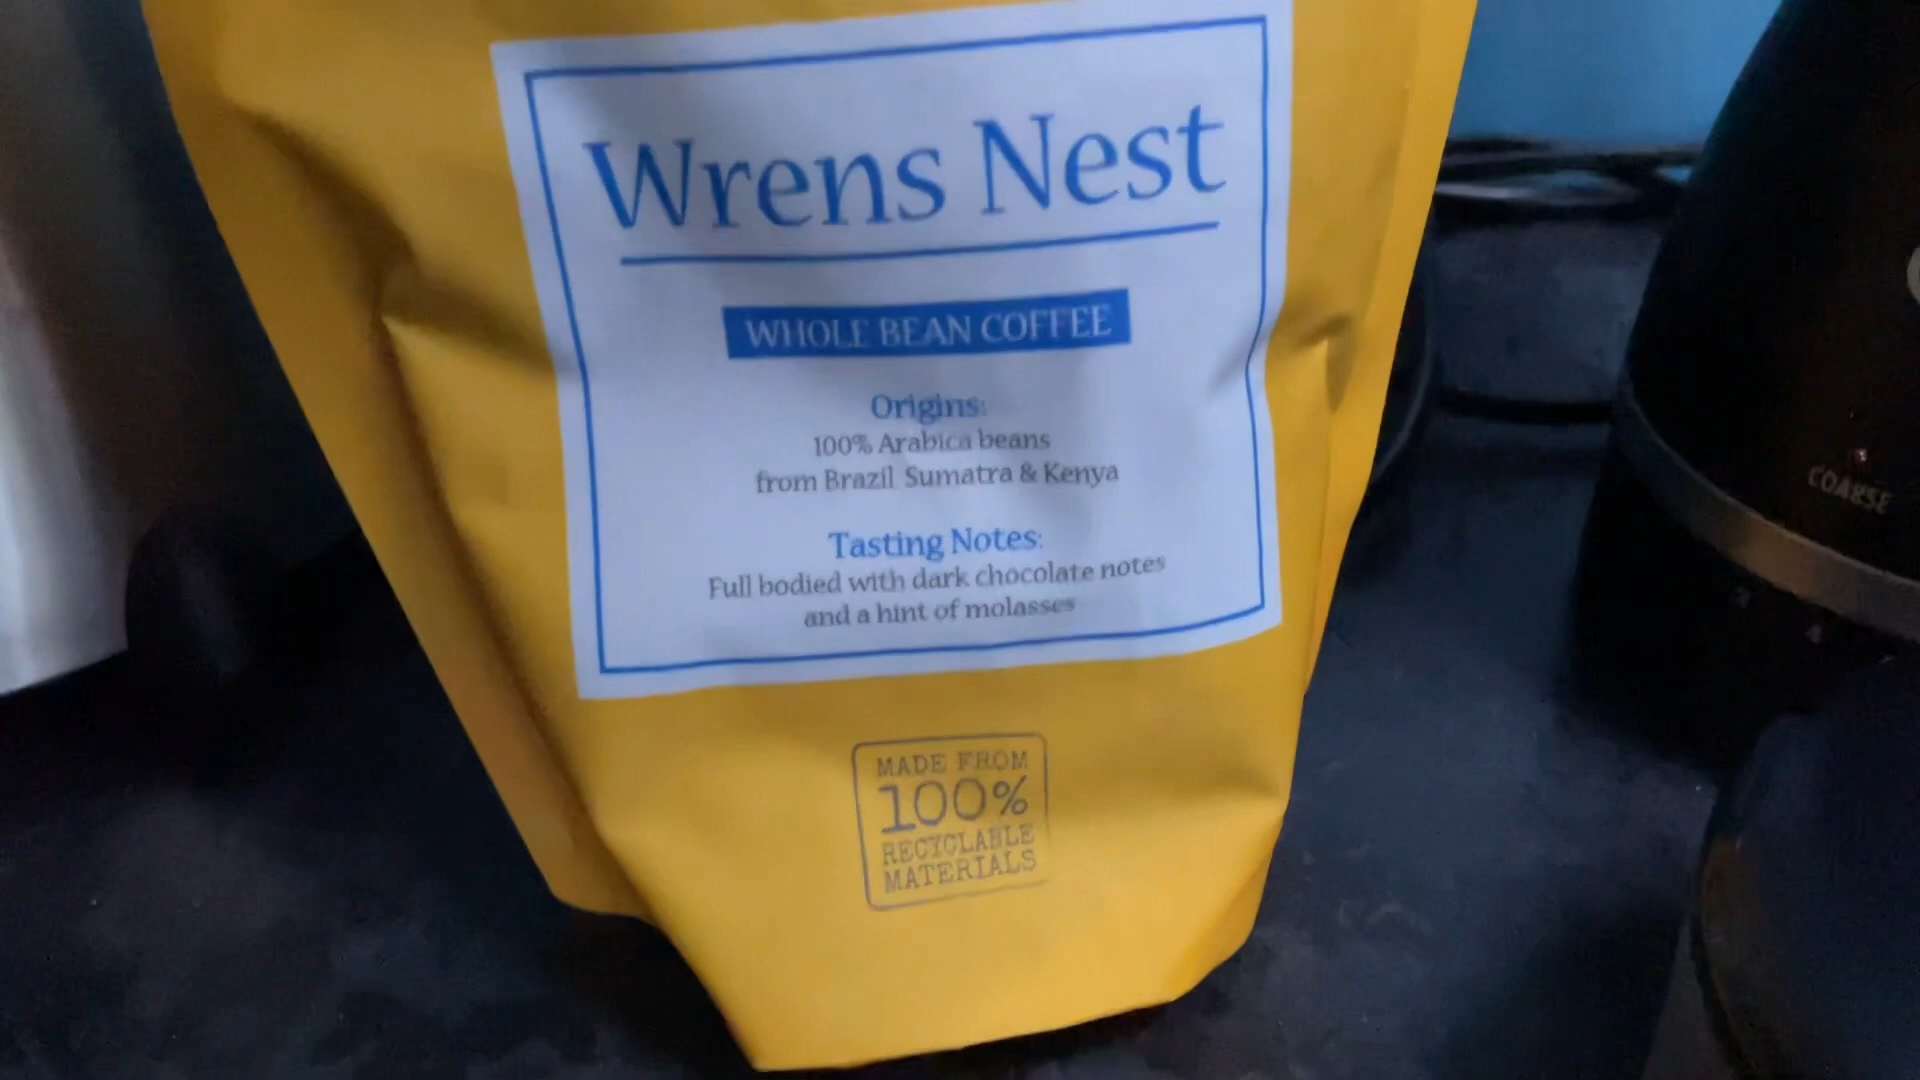 Wrens Nest
WHOLE BEAN COFFEE
Origins:
100% Arabica beans
from Brazil Sumatra & Kenya
Tasting Notes:
Full bodied with dark chocolate notes
and a hint of molasses
MADE FROM
100%
RECYCLABLE
MATERIALS
COARSE